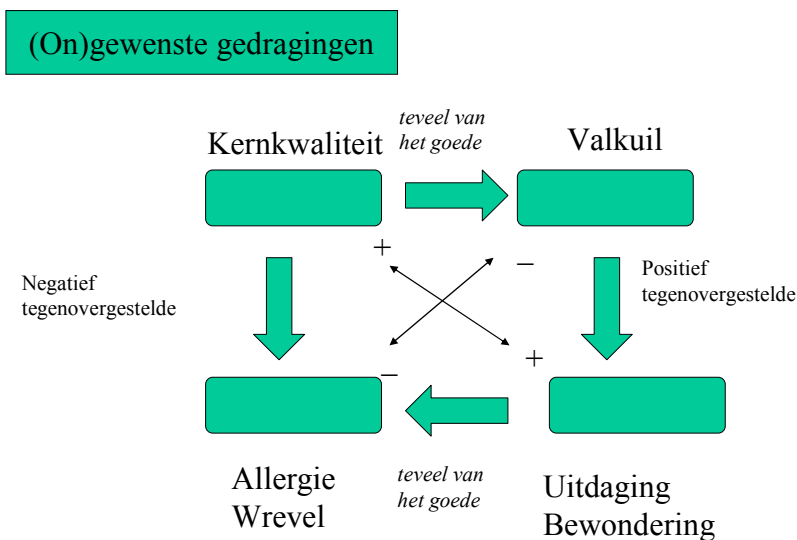 (On)gewenste gedragingen
teveel van
het goede
Kernkwaliteit
Valkuil
+
–
Negatief
tegenovergestelde
Positief
tegenovergestelde
–
+
Allergie
Wrevel
teveel van
het goede
Uitdaging
Bewondering